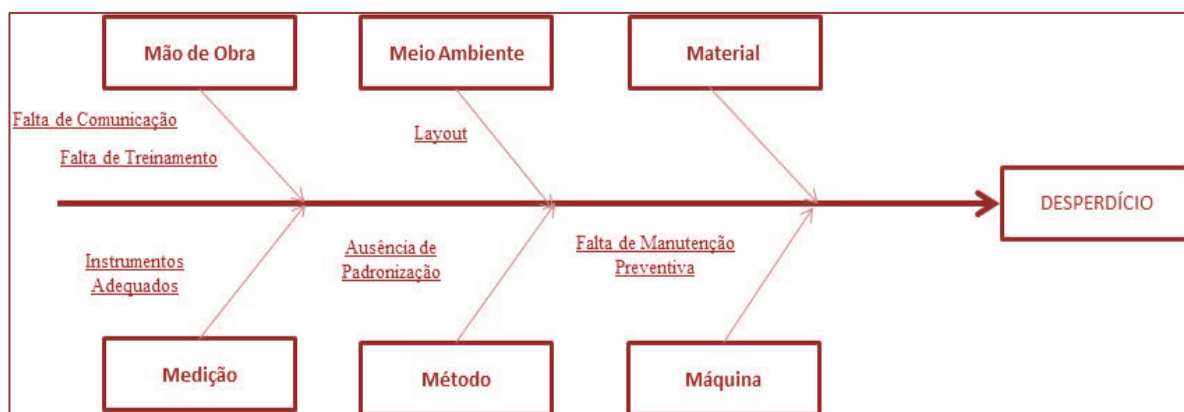 Mão de Obra
Meio Ambiente
Material
Falta de Comunicação
Falta de Treinamento
Layout
DESPERDÍCIO
Instrumentos
Adequados
Ausência de
Padronização
Falta de Manutenção
Preventiva
Medição
Método
Máquina